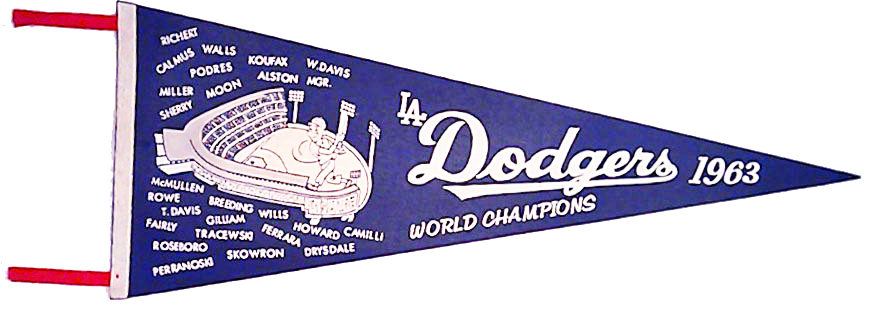 RICHERT
CALMUS WALLS KOUFAX W.DAVIS
PODRES ALSTON MGR.
MILLER MOON
SHERRY
LA
Dodgers 1963
WORLD CHAMPIONS
McMULLEN
ROWE BREEDING WILLS
T.DAVIS GILLIAM HOWARD CAMILLI
FAIRLY TRACEWSKI FERRARA
ROSEBORO SKOWRON DRYSDALE
PERRANOSKI